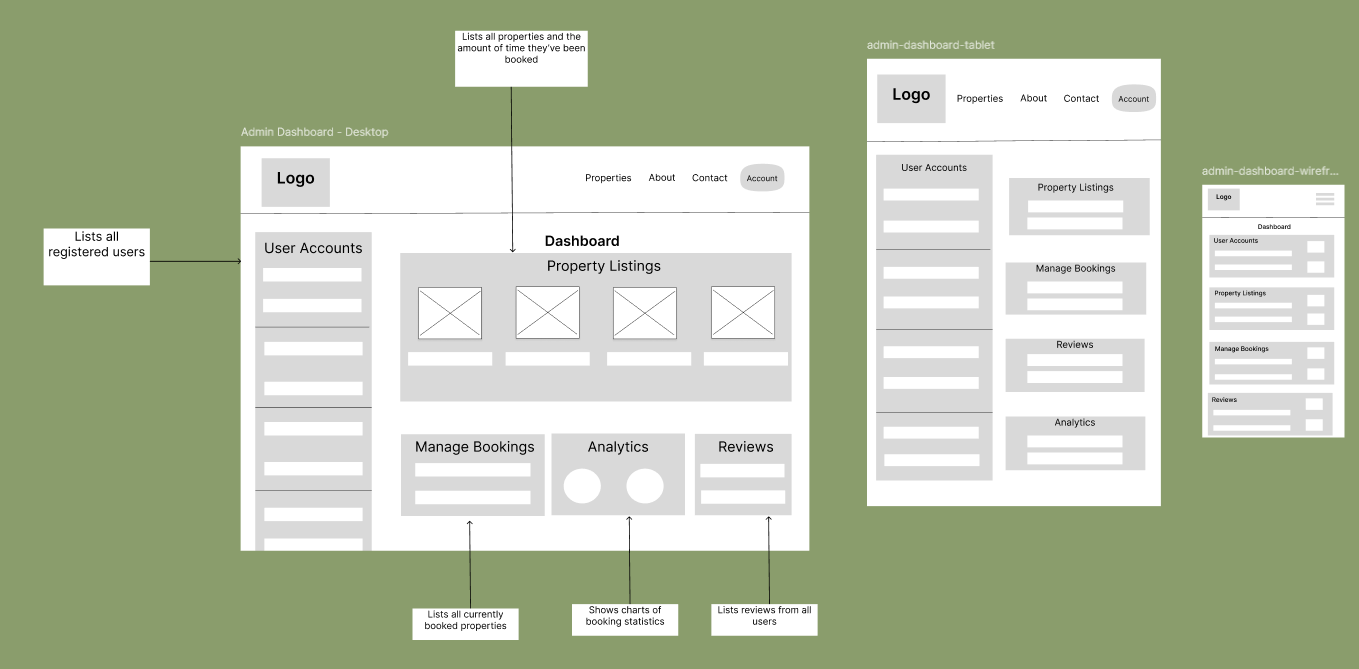 Lists all properties and the
amount of time they've been
booked
Lists all
registered users
Admin Dashboard - Desktop
Logo
Properties About Contact Account
User Accounts
Dashboard
Property Listings
Manage Bookings
Analytics
Reviews
Lists all currently
booked properties
Shows charts of
booking statistics
Lists reviews from all
users
admin-dashboard-tablet
Logo
Properties About Contact Account
User Accounts
Property Listings
Manage Bookings
Reviews
Analytics
admin-dashboard-wirefr...
Logo
Dashboard
User Accounts
Property Listings
Manage Bookings
Reviews